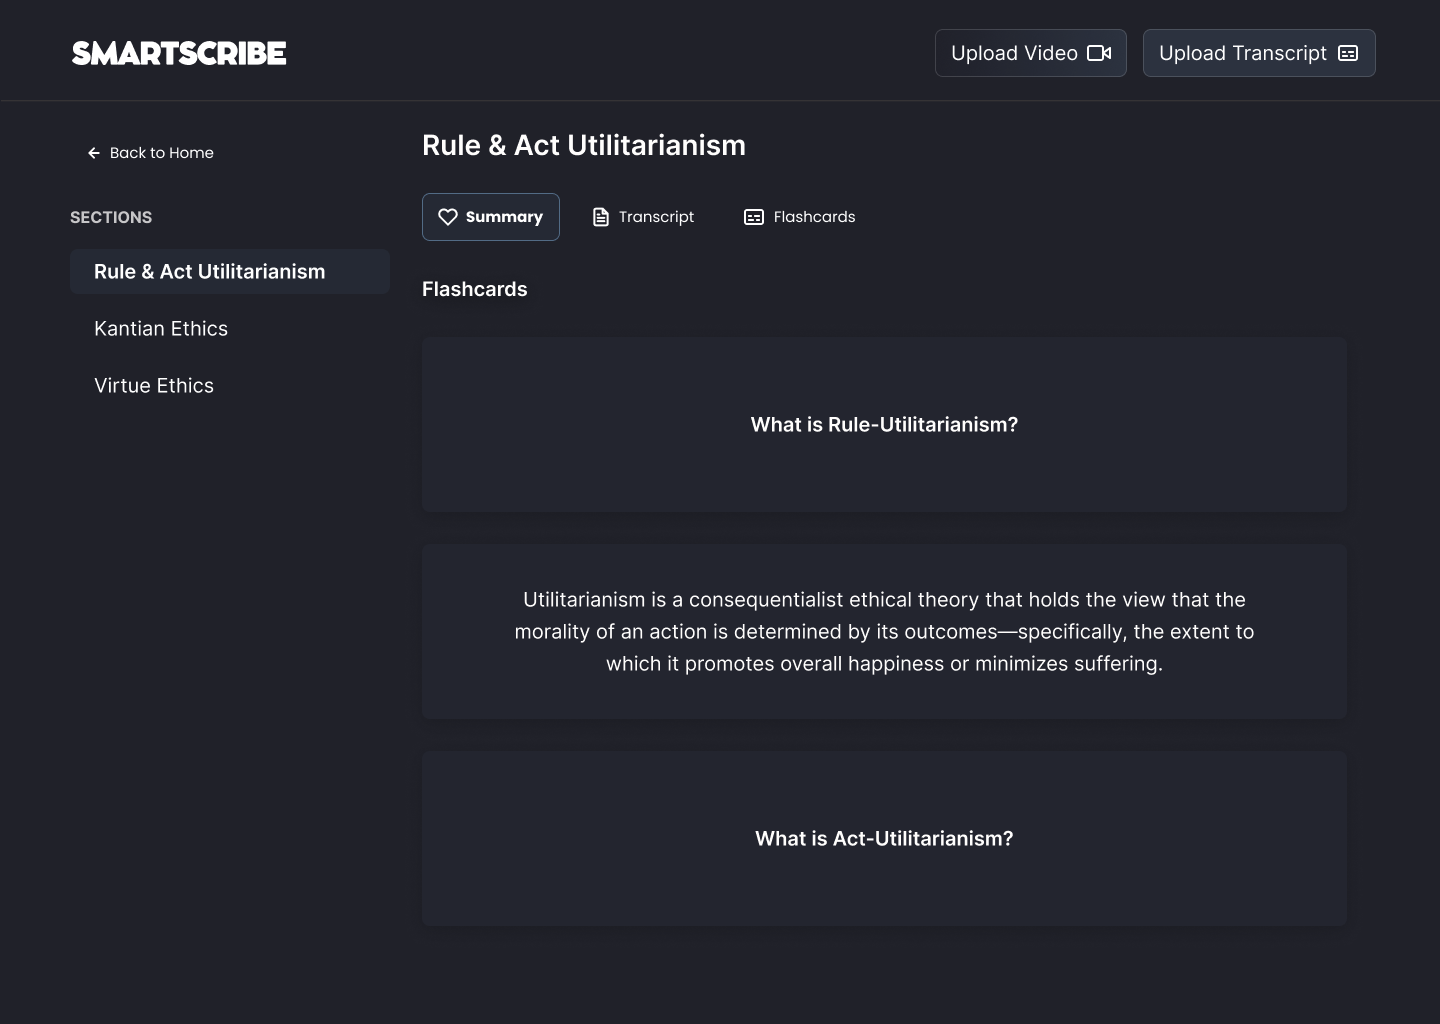 SMARTSCRIBE
Upload Video
Upload Transcript
Back to Home
SECTIONS
Rule & Act Utilitarianism
Kantian Ethics
Virtue Ethics
Rule & Act Utilitarianism
Summary
Transcript
Flashcards
Flashcards
What is Rule-Utilitarianism?
Utilitarianism is a consequentialist ethical theory that holds the view that the
morality of an action is determined by its outcomes—specifically, the extent to
which it promotes overall happiness or minimizes suffering.
What is Act-Utilitarianism?